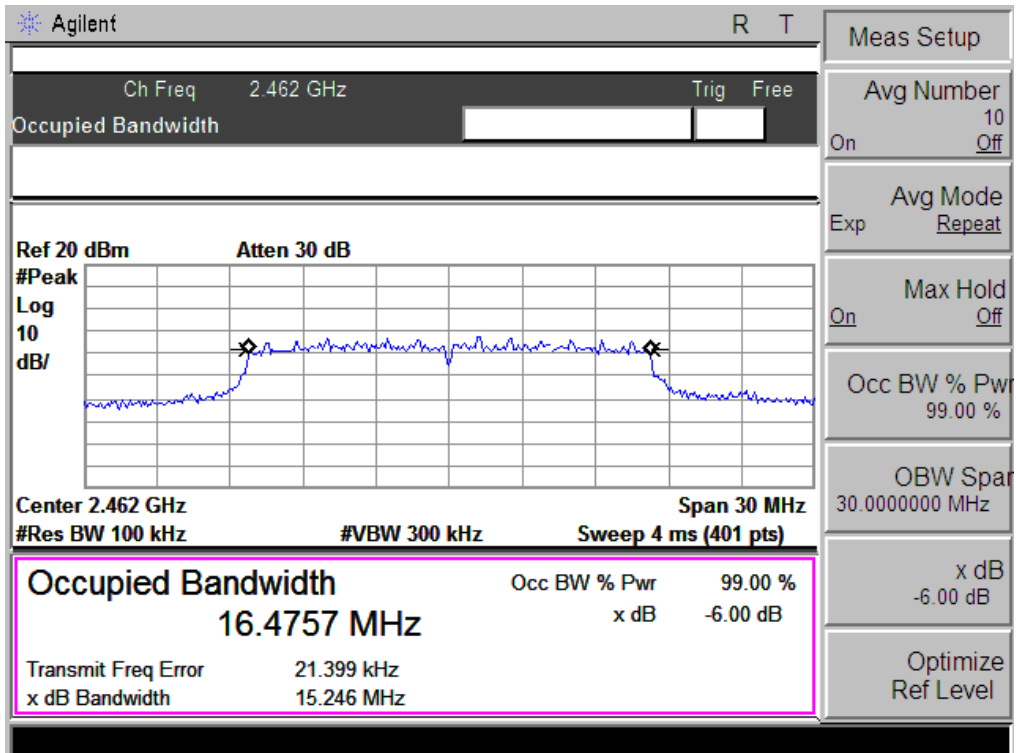 Agilent R T
Ch Freq 2.462 GHz Trig Free
Occupied Bandwidth
Ref 20 dBm Atten 30 dB
#Peak
Log
10
dB/
Center 2.462 GHz Span 30 MHz
#Res BW 100 kHz #VBW 300 kHz Sweep 4 ms (401 pts)
Occupied Bandwidth Occ BW % Pwr 99.00 %
16.4757 MHz x dB -6.00 dB
Transmit Freq Error 21.399 kHz
x dB Bandwidth 15.246 MHz
Meas Setup
Avg Number
10
On Off
Avg Mode
Exp Repeat
Max Hold
On Off
Occ BW % Pwr
99.00 %
OBW Span
30.0000000 MHz
x dB
-6.00 dB
Optimize
Ref Level